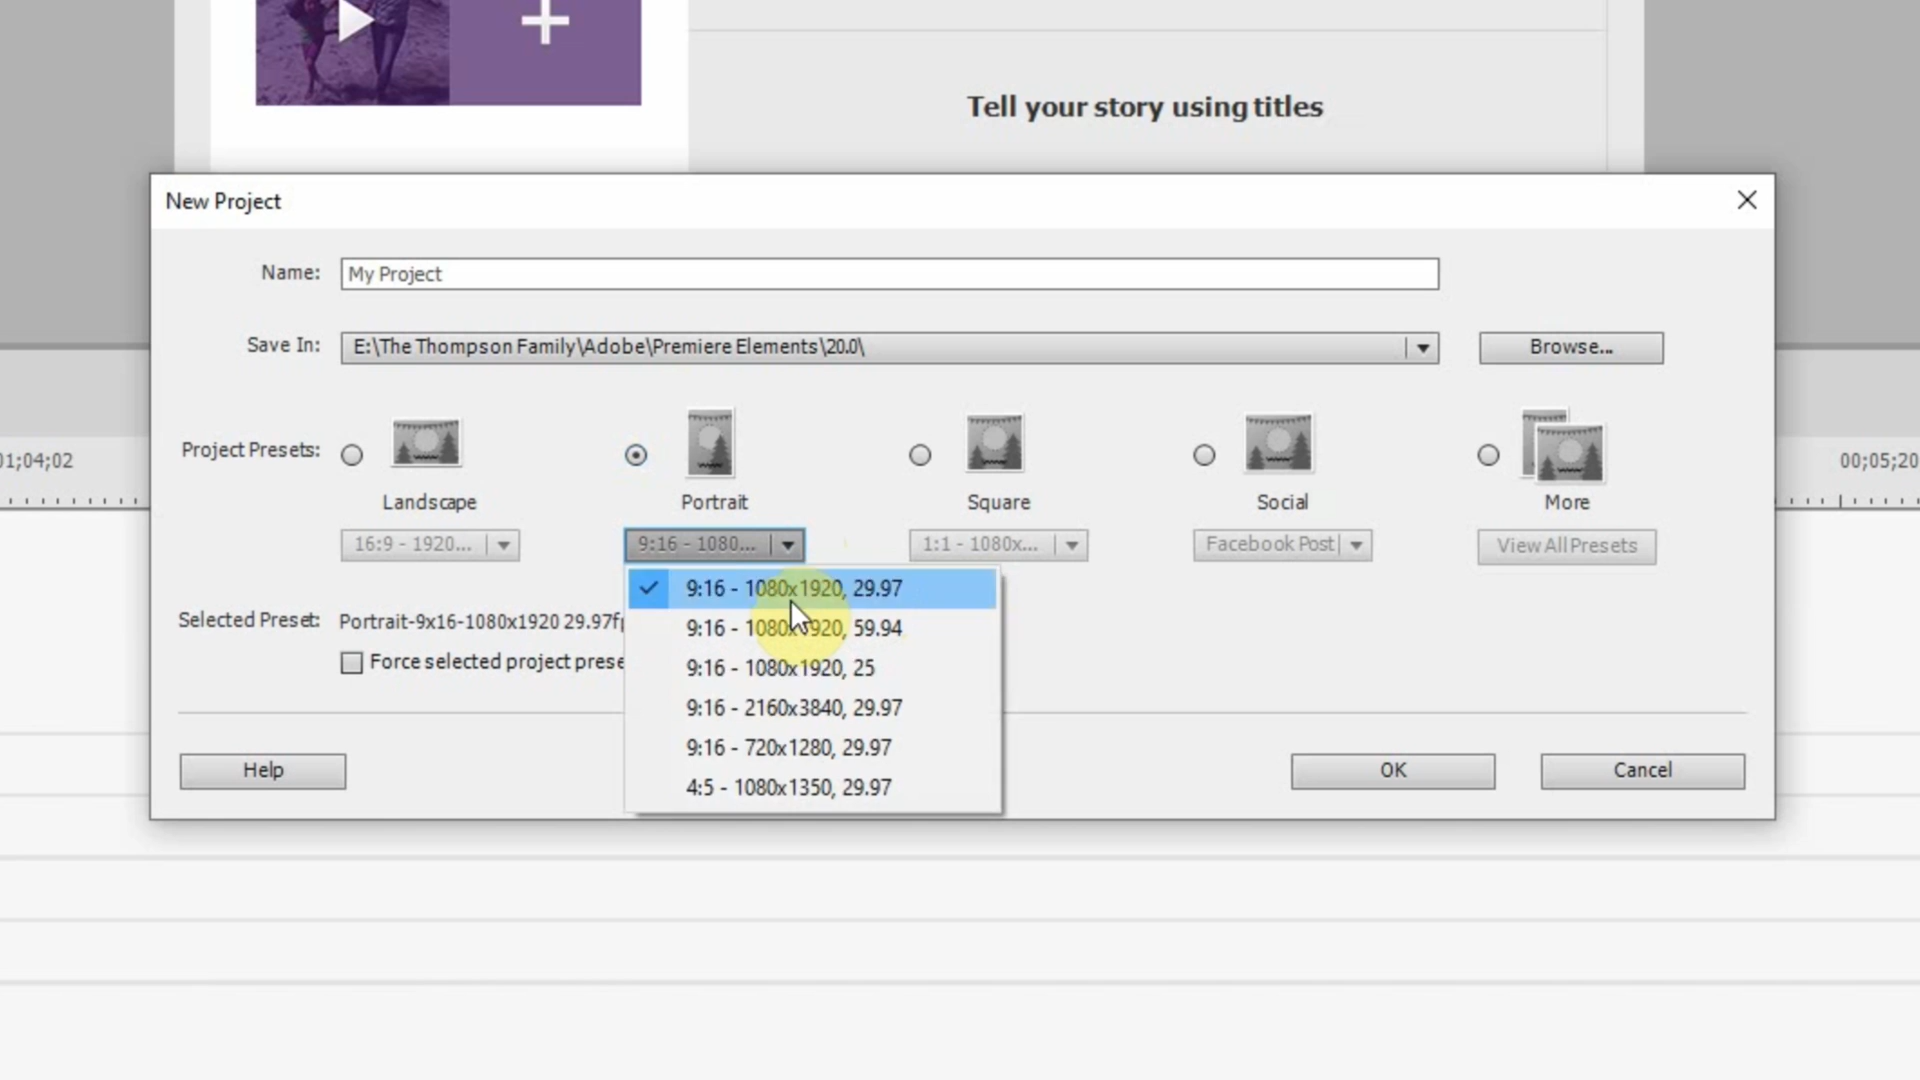 Tell your story using titles
New Project
Name: My Project
Save In: E:\The Thompson Family\Adobe\Premiere Elements\20.0\ Browse...
01;04;02
00;05;20
Project Presets:
Landscape Portrait Square Social More
16:9 - 1920... 9:16 - 1080... 1:1 - 1080x... Facebook Post View All Presets
9:16 - 1080x1920, 29.97
9:16 - 1080x1920, 59.94
9:16 - 1080x1920, 25
9:16 - 2160x3840, 29.97
9:16 - 720x1280, 29.97
4:5 - 1080x1350, 29.97
Selected Preset: Portrait-9x16-1080x1920 29.97f
Force selected project prese
Help OK Cancel